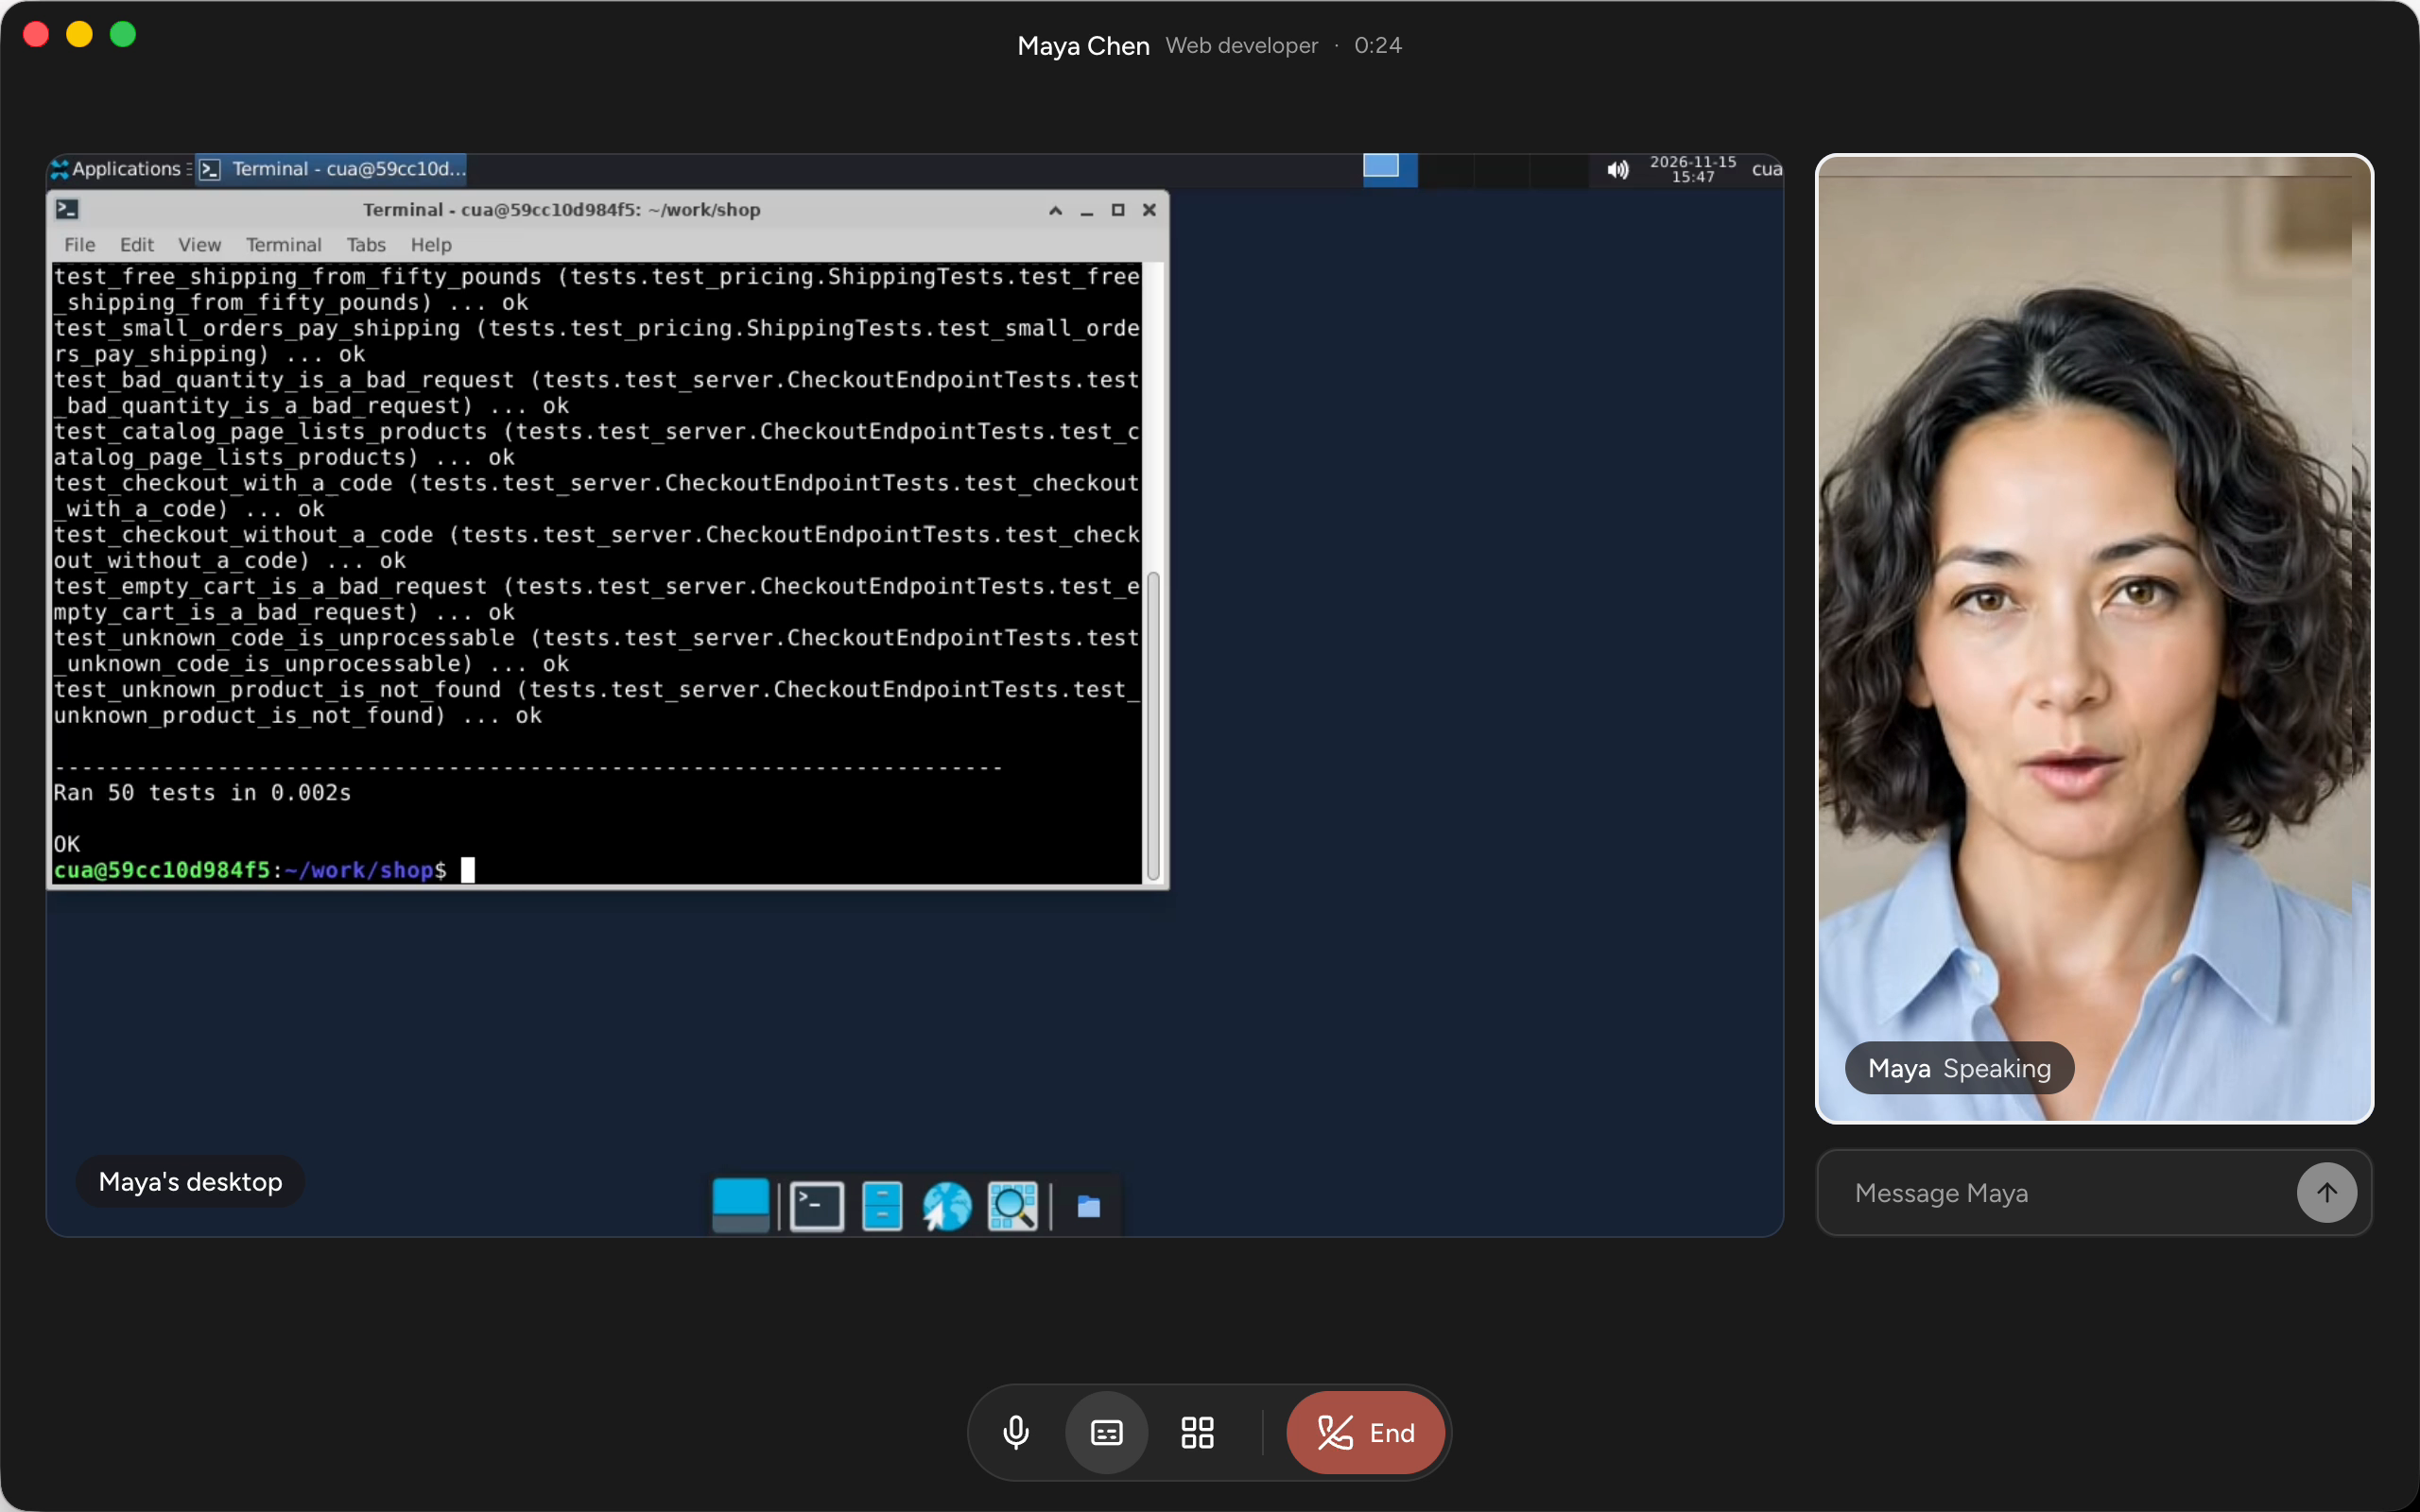 Maya Chen Web developer · 0:24
Applications Terminal - cua@59cc10d... 2026-11-15 cua
15:47
Terminal - cua@59cc10d984f5: ~/work/shop
File Edit View Terminal Tabs Help
test_free_shipping_from_fifty_pounds (tests.test_pricing.ShippingTests.test_free
_shipping_from_fifty_pounds) ... ok
test_small_orders_pay_shipping (tests.test_pricing.ShippingTests.test_small_orde
rs_pay_shipping) ... ok
test_bad_quantity_is_a_bad_request (tests.test_server.CheckoutEndpointTests.test
_bad_quantity_is_a_bad_request) ... ok
test_catalog_page_lists_products (tests.test_server.CheckoutEndpointTests.test_c
atalog_page_lists_products) ... ok
test_checkout_with_a_code (tests.test_server.CheckoutEndpointTests.test_checkout
_with_a_code) ... ok
test_checkout_without_a_code (tests.test_server.CheckoutEndpointTests.test_check
out_without_a_code) ... ok
test_empty_cart_is_a_bad_request (tests.test_server.CheckoutEndpointTests.test_e
mpty_cart_is_a_bad_request) ... ok
test_unknown_code_is_unprocessable (tests.test_server.CheckoutEndpointTests.test
_unknown_code_is_unprocessable) ... ok
test_unknown_product_is_not_found (tests.test_server.CheckoutEndpointTests.test_
unknown_product_is_not_found) ... ok
----------------------------------------------------------------------
Ran 50 tests in 0.002s
OK
cua@59cc10d984f5:~/work/shop$
Maya Speaking
Maya's desktop
Message Maya
End